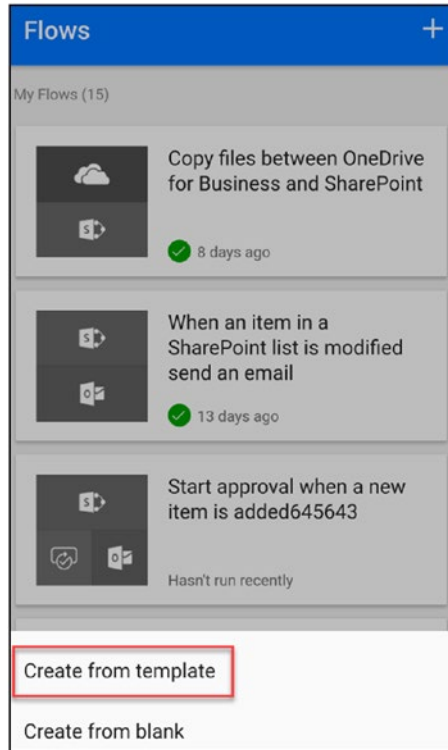 Flows
+
My Flows (15)
Copy files between OneDrive
for Business and SharePoint
8 days ago
When an item in a
SharePoint list is modified
send an email
13 days ago
Start approval when a new
item is added645643
Hasn't run recently
Create from template
Create from blank